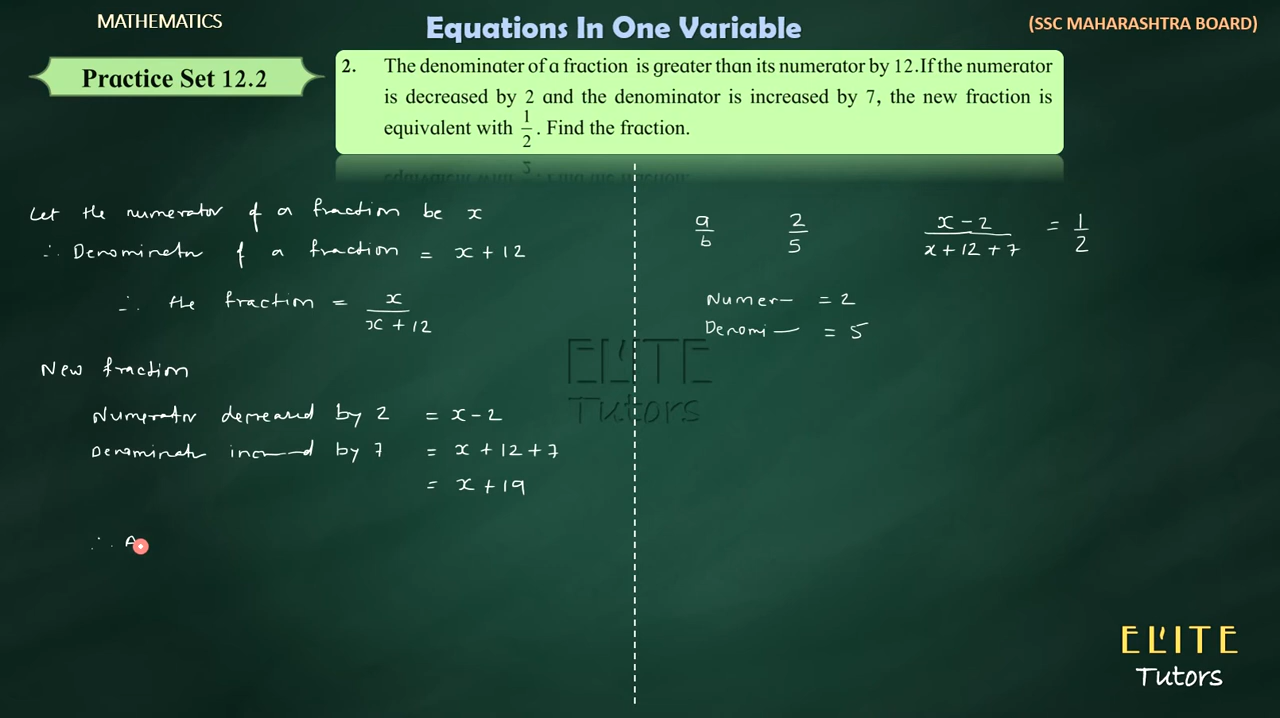 MATHEMATICS
Equations In One Variable
(SSC MAHARASHTRA BOARD)
Practice Set 12.2
2. The denominater of a fraction is greater than its numerator by 12.If the numerator
is decreased by 2 and the denominator is increased by 7, the new fraction is
equivalent with 1/2 . Find the fraction.
Let the numerator of a fraction be x
∴ Denominator of a fraction = x + 12
∴ the fraction = x/(x + 12)
New fraction
Numerator decreased by 2 = x - 2
by 7 = x + 12 + 7
= x + 19
∴ A
a/b 2/5 (x - 2)/(x + 12 + 7) = 1/2
Numer— = 2
Denomi— = 5
ELITE
Tutors
ELITE
Tutors